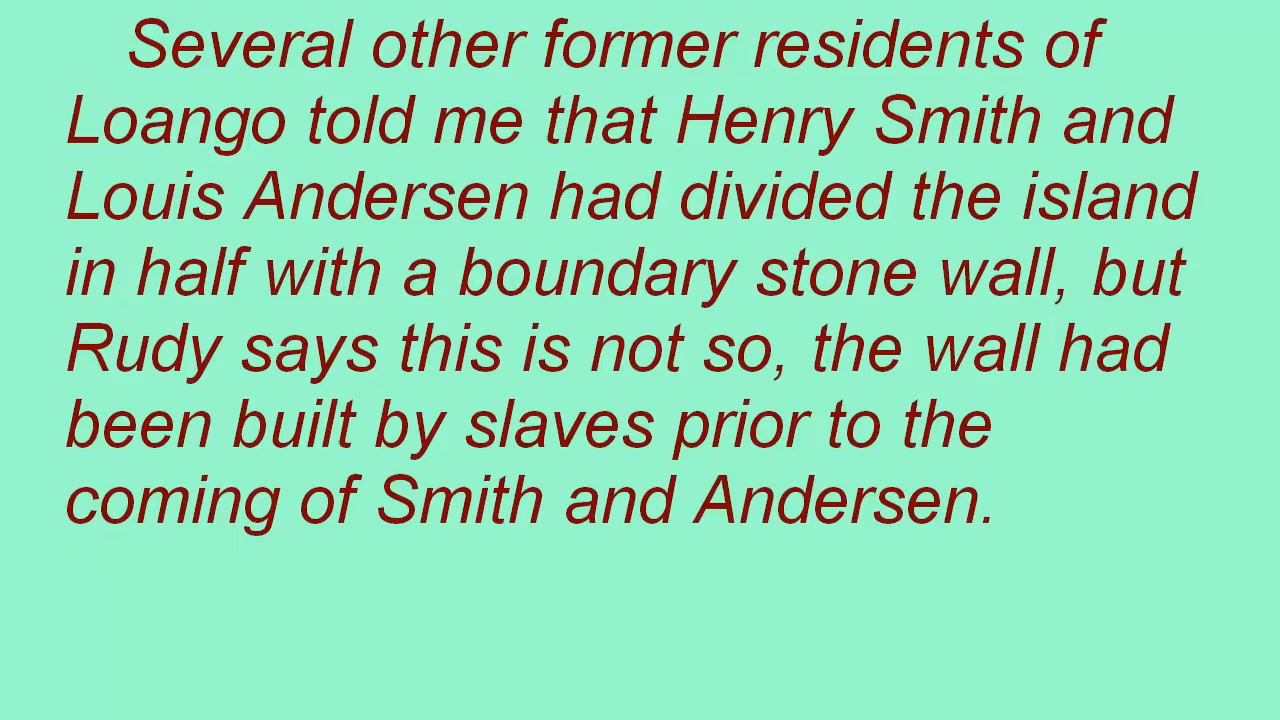 Several other former residents of
Loango told me that Henry Smith and
Louis Andersen had divided the island
in half with a boundary stone wall, but
Rudy says this is not so, the wall had
been built by slaves prior to the
coming of Smith and Andersen.